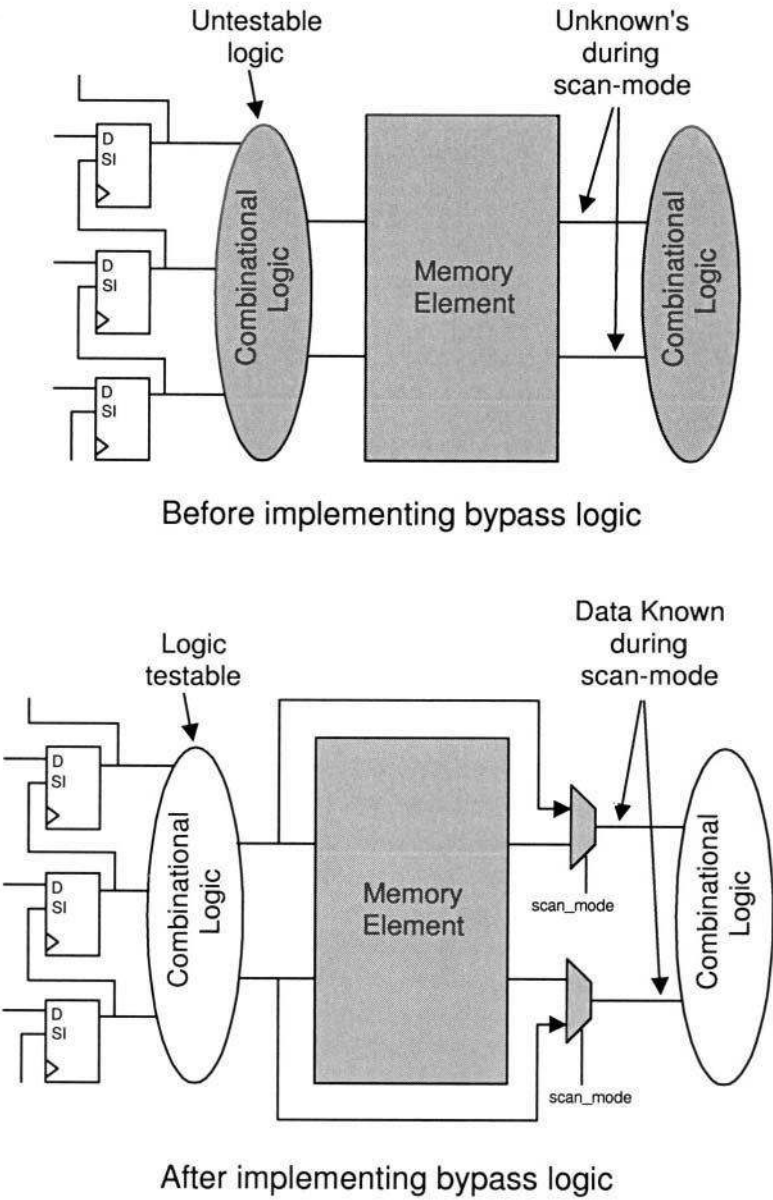 Untestable
logic
Unknown's
during
scan-mode
D
SI
D
SI
D
SI
Combinational
Logic
Memory
Element
Combinational
Logic
Before implementing bypass logic
Logic
testable
Data Known
during
scan-mode
D
SI
D
SI
D
SI
Combinational
Logic
Memory
Element
scan_mode
scan_mode
Combinational
Logic
After implementing bypass logic